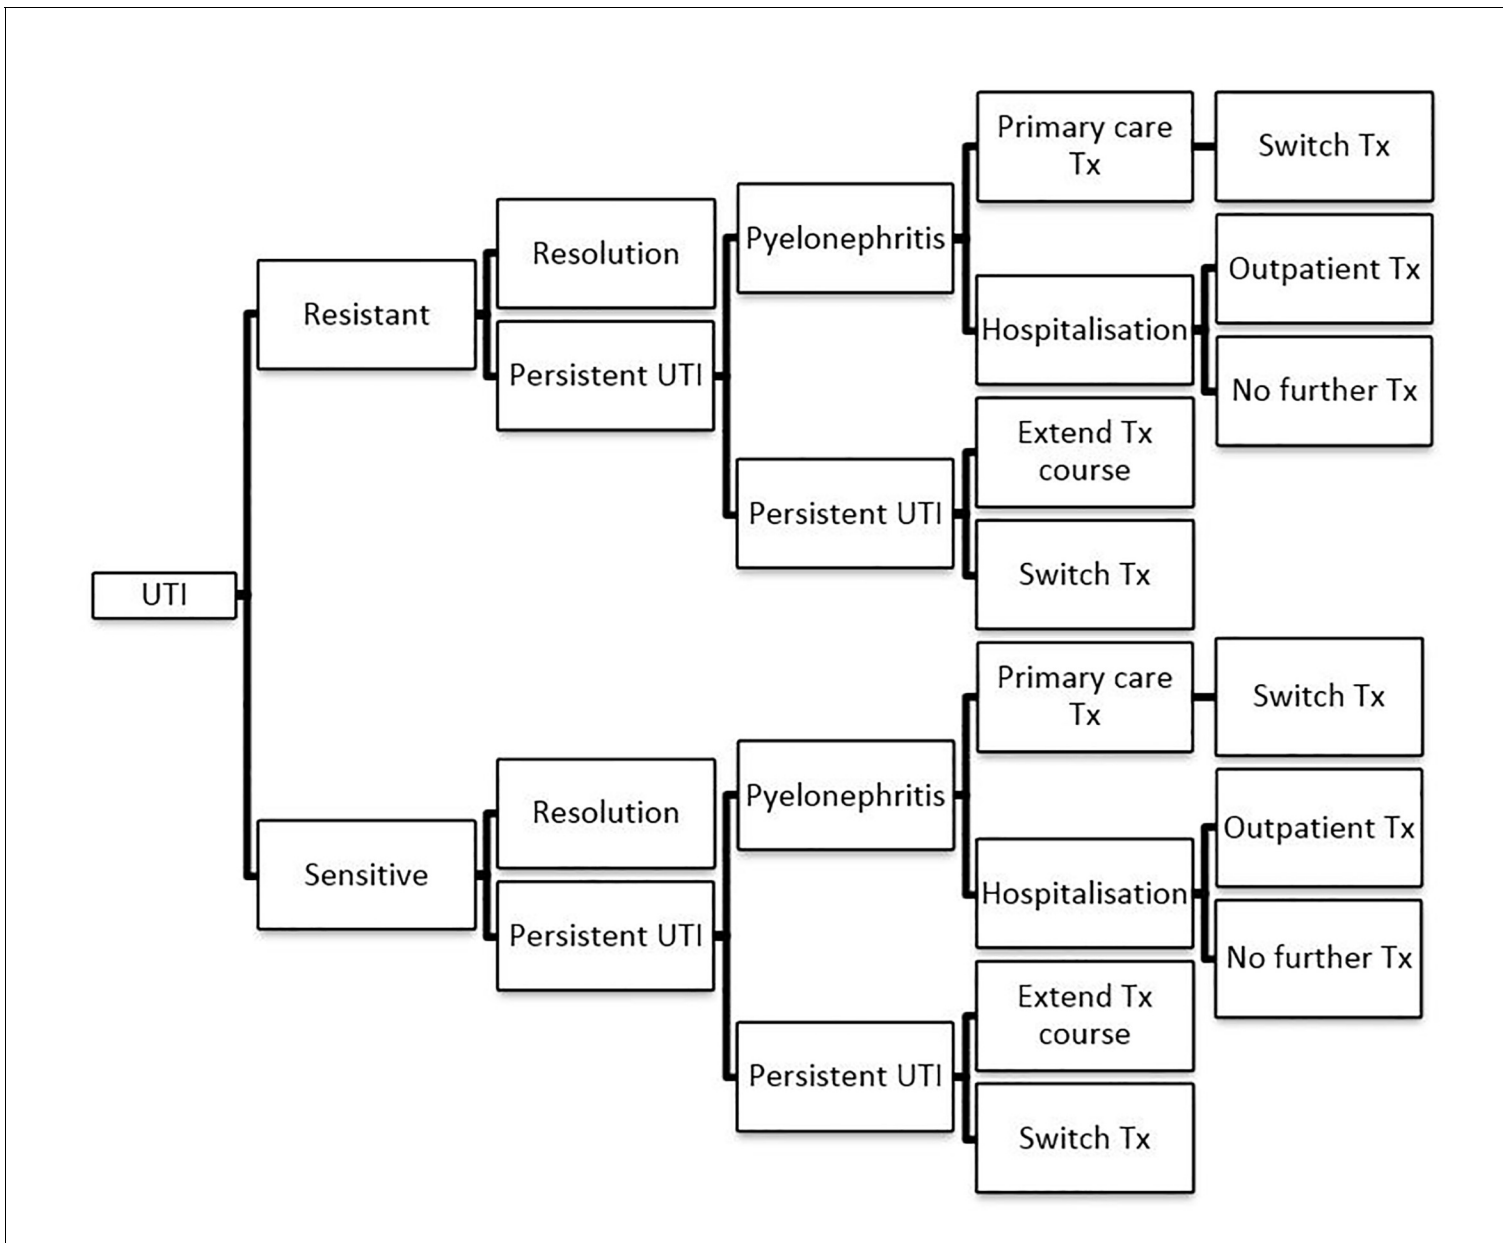 UTI
Resistant
Resolution
Persistent UTI
Pyelonephritis
Primary care
Tx
Switch Tx
Hospitalisation
Outpatient Tx
No further Tx
Persistent UTI
Extend Tx
course
Switch Tx
Sensitive
Resolution
Persistent UTI
Pyelonephritis
Primary care
Tx
Switch Tx
Hospitalisation
Outpatient Tx
No further Tx
Persistent UTI
Extend Tx
course
Switch Tx